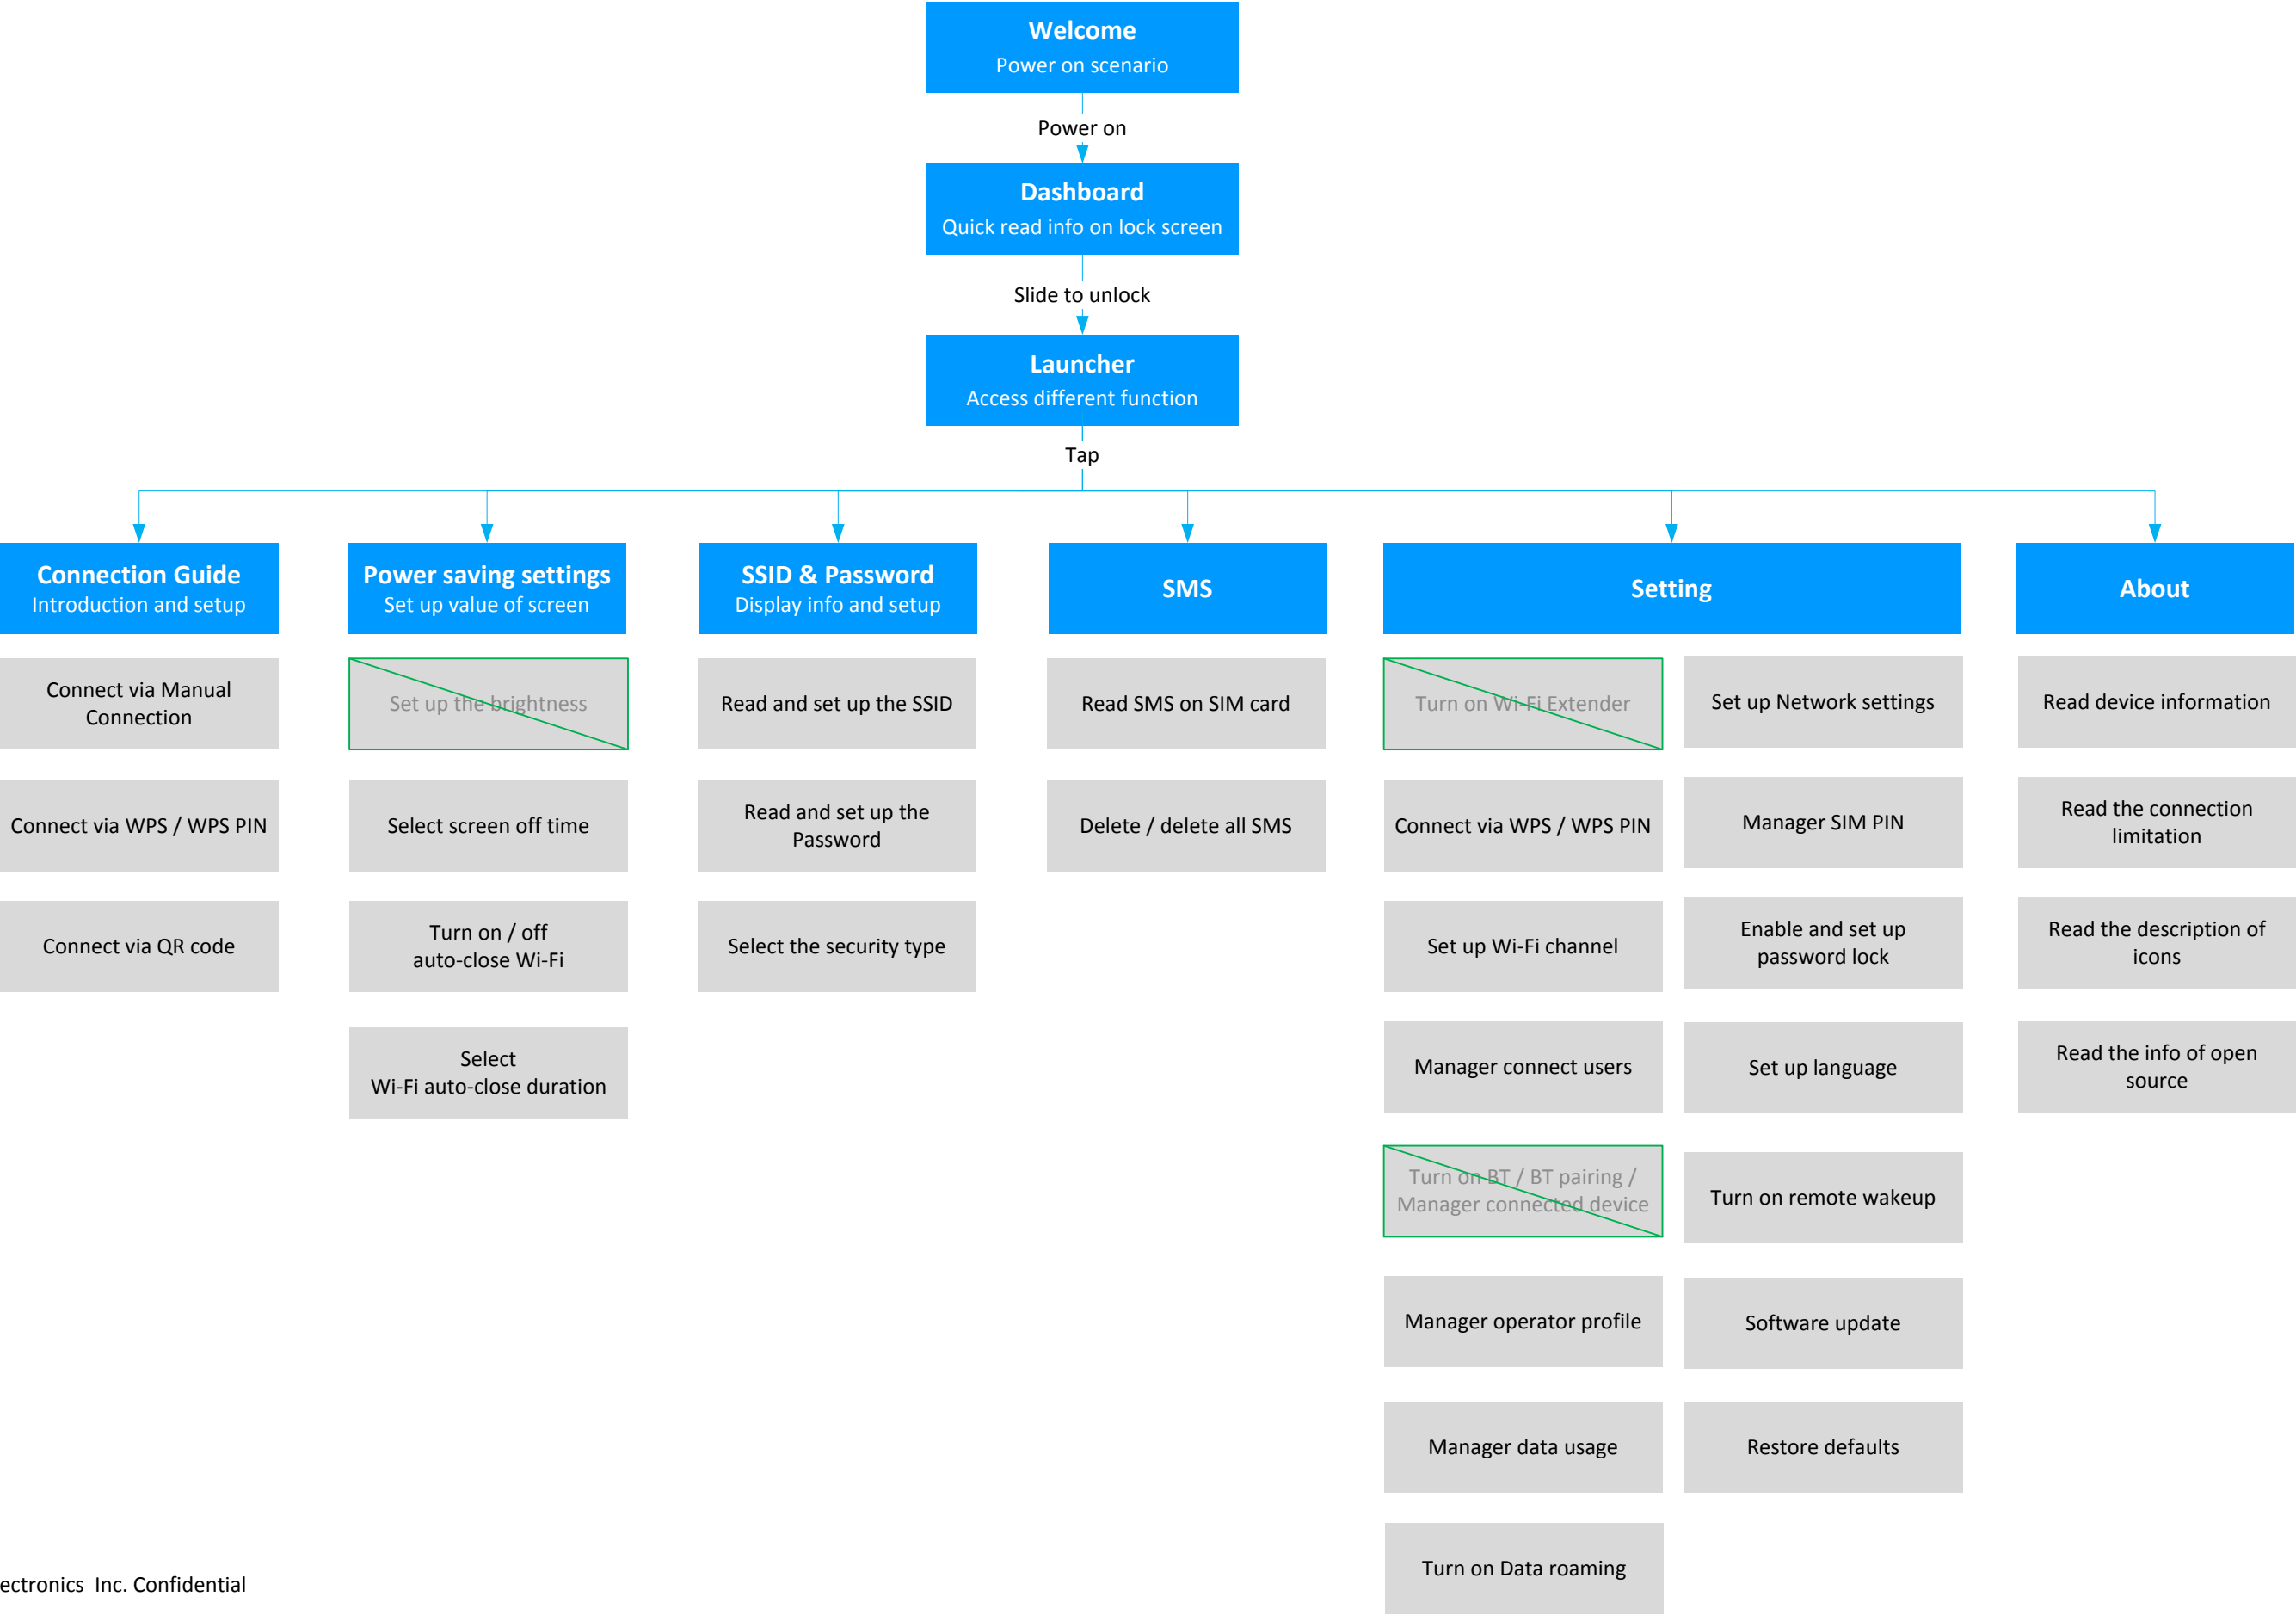 Welcome
Power on scenario
Power on
Dashboard
Quick read info on lock screen
Slide to unlock
Launcher
Access different function
Tap
Connection Guide
Introduction and setup
Connect via Manual
Connection
Connect via WPS / WPS PIN
Connect via QR code
Power saving settings
Set up value of screen
Set up the brightness
Select screen off time
Turn on / off
auto-close Wi-Fi
Select
Wi-Fi auto-close duration
SSID & Password
Display info and setup
Read and set up the SSID
Read and set up the
Password
Select the security type
SMS
Read SMS on SIM card
Delete / delete all SMS
Setting
Turn on Wi-Fi Extender
Connect via WPS / WPS PIN
Set up Wi-Fi channel
Manager connect users
Turn on BT / BT pairing /
Manager connected device
Manager operator profile
Manager data usage
Turn on Data roaming
Set up Network settings
Manager SIM PIN
Enable and set up
password lock
Set up language
Turn on remote wakeup
Software update
Restore defaults
About
Read device information
Read the connection
limitation
Read the description of
icons
Read the info of open
source
ectronics Inc. Confidential